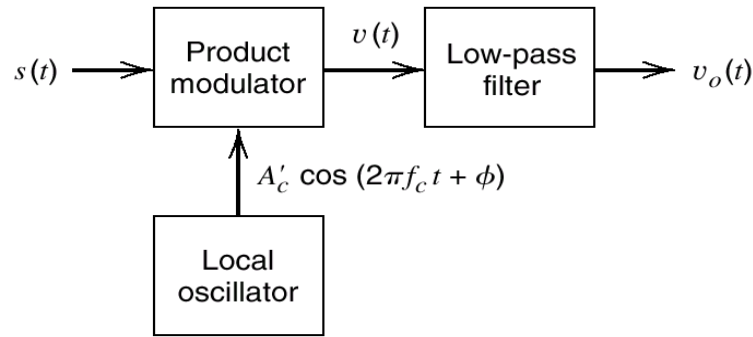 s(t)
Product
modulator
v(t)
Low-pass
filter
v_o(t)
A'_c cos (2πf_c t + ϕ)
Local
oscillator